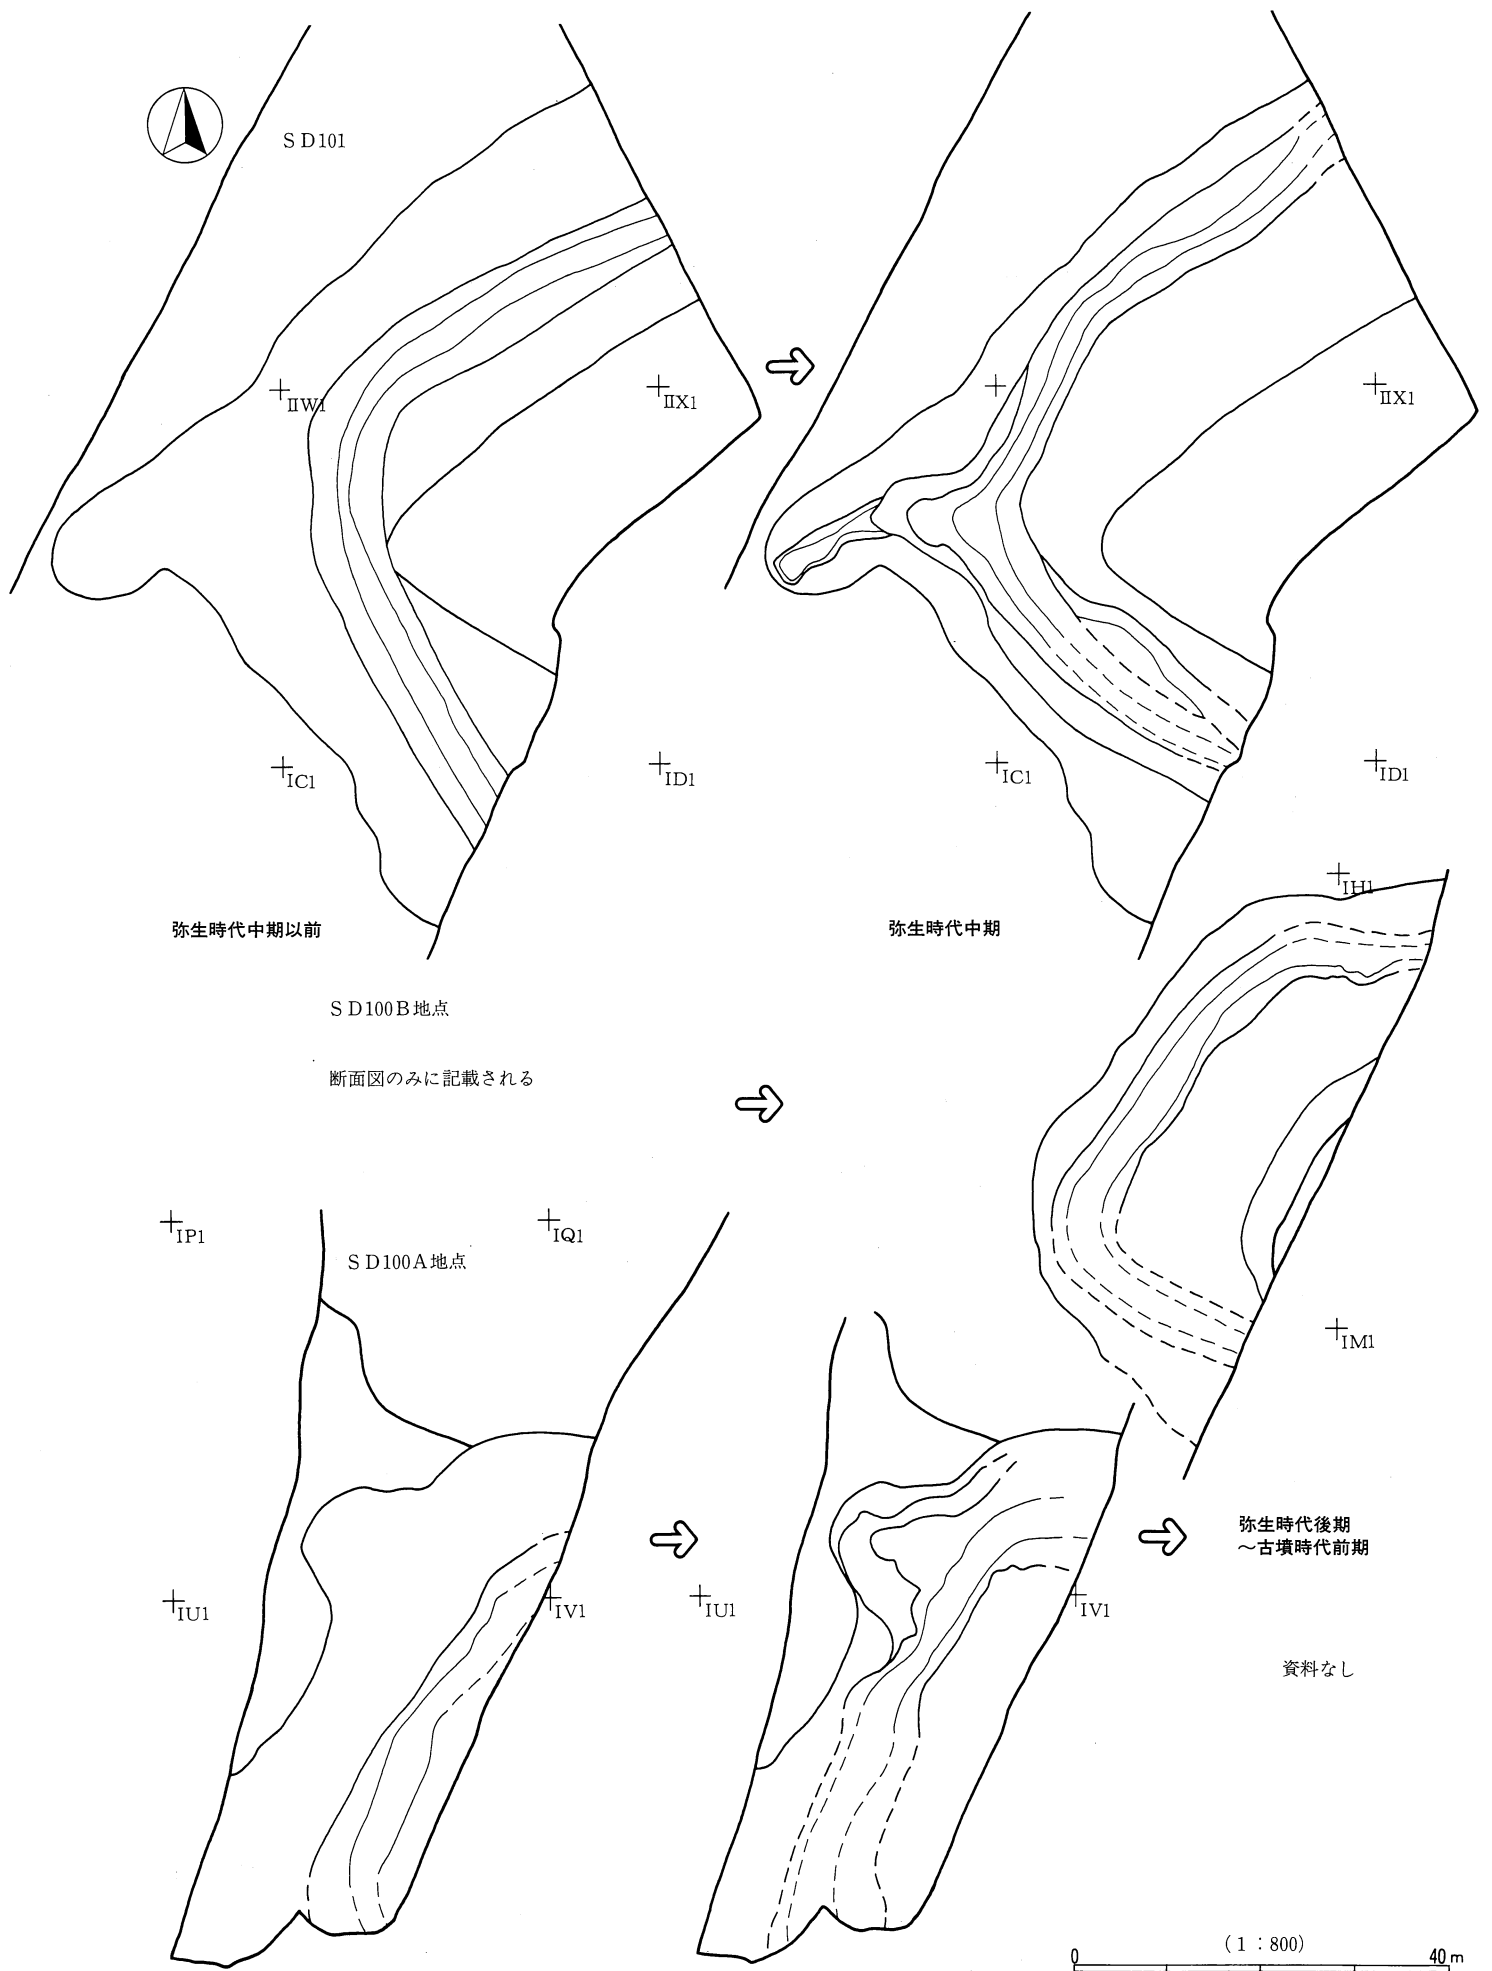 SD101
ⅡW1
ⅡX1
ⅡX1
IC1
ID1
IC1
ID1
弥生時代中期以前
弥生時代中期
IH1
SD100B地点
断面図のみに記載される
IP1
IQ1
SD100A地点
IM1
弥生時代後期
～古墳時代前期
IU1
IV1
IU1
IV1
資料なし
(1：800)
0
40m